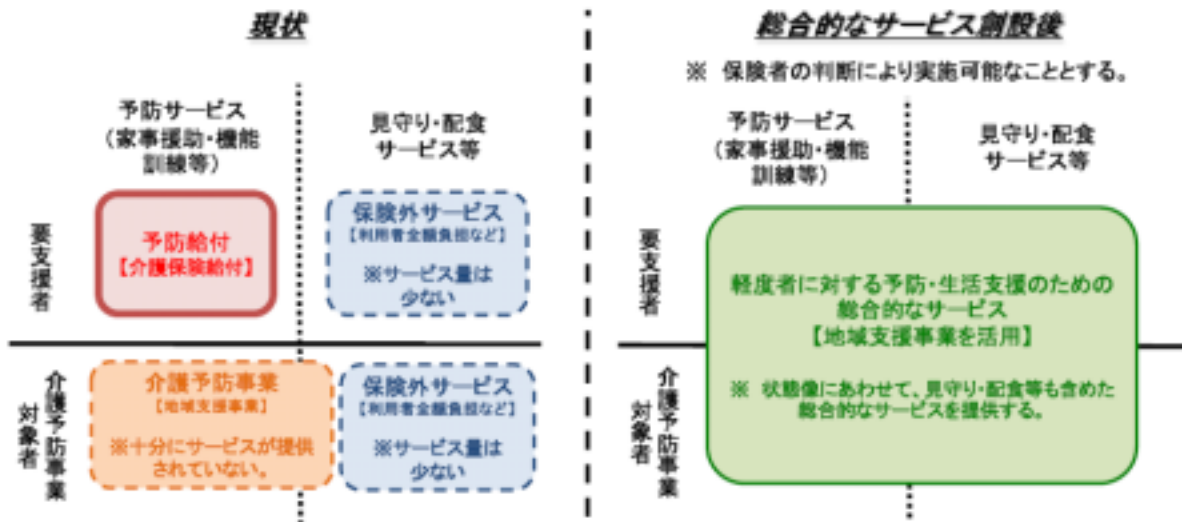 現状
予防サービス
（家事援助・機能
訓練等）
見守り・配食
サービス等
要支援者
予防給付
【介護保険給付】
保険外サービス
【利用者全額負担など】
※サービス量は
少ない
介護予防事業
対象者
介護予防事業
【地域支援事業】
※十分にサービスが提供
されていない。
保険外サービス
【利用者全額負担など】
※サービス量は
少ない
総合的なサービス創設後
※ 保険者の判断により実施可能なこととする。
予防サービス
（家事援助・機能
訓練等）
見守り・配食
サービス等
要支援者
介護予防事業
対象者
軽度者に対する予防・生活支援のための
総合的なサービス
【地域支援事業を活用】
※ 状態像にあわせて、見守り・配食等も含めた
総合的なサービスを提供する。